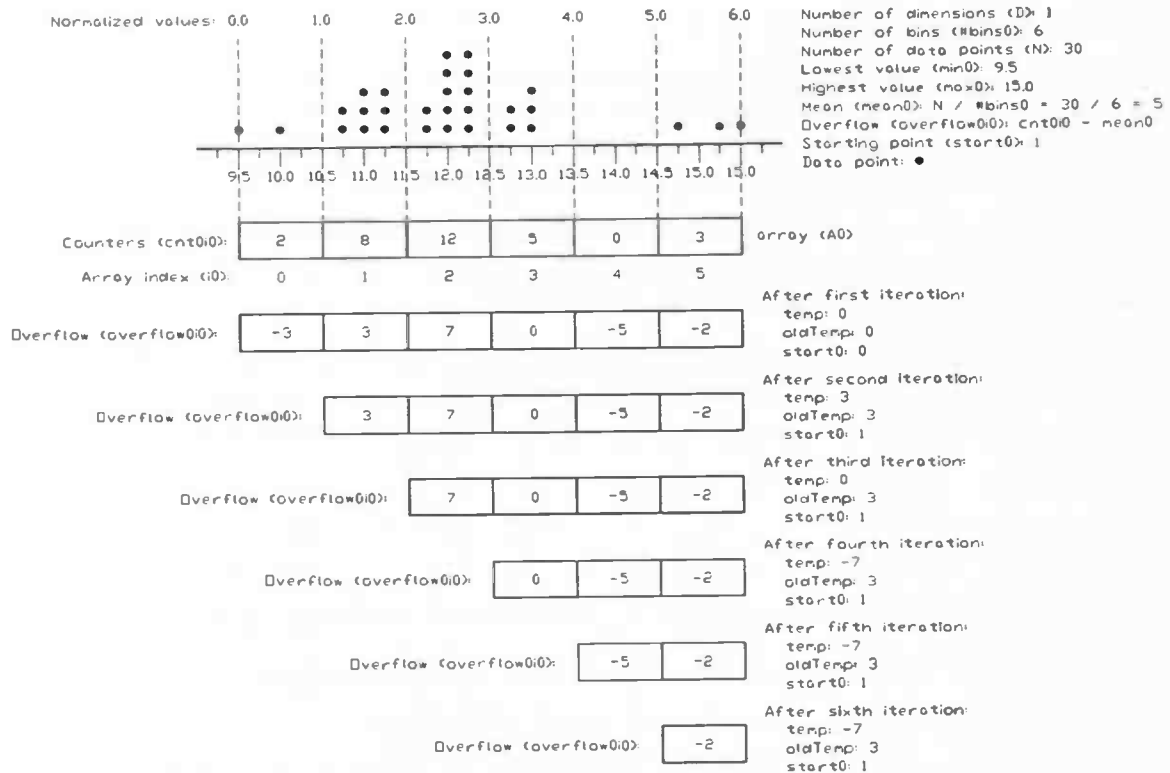 Normalized values: 0.0 1.0 2.0 3.0 4.0 5.0 6.0
Number of dimensions (D): 1
Number of bins (#bins0): 6
Number of data points (N): 30
Lowest value (min0): 9.5
Highest value (max0): 15.0
Mean (mean0): N / #bins0 = 30 / 6 = 5
Overflow (overflow0i0): cnt0i0 - mean0
Starting point (start0): 1
Data point: ●
9.5 10.0 10.5 11.0 11.5 12.0 12.5 13.0 13.5 14.0 14.5 15.0 15.0
Counters (cnt0i0): 2 8 12 5 0 3 array (A0)
Array index (i0): 0 1 2 3 4 5
After first iteration:
temp: 0
oldTemp: 0
start0: 0
Overflow (overflow0i0): -3 3 7 0 -5 -2
After second iteration:
temp: 3
oldTemp: 3
start0: 1
Overflow (overflow0i0): 3 7 0 -5 -2
After third iteration:
temp: 0
oldTemp: 3
start0: 1
Overflow (overflow0i0): 7 0 -5 -2
After fourth iteration:
temp: -7
oldTemp: 3
start0: 1
Overflow (overflow0i0): 0 -5 -2
After fifth iteration:
temp: -7
oldTemp: 3
start0: 1
Overflow (overflow0i0): -5 -2
After sixth iteration:
temp: -7
oldTemp: 3
start0: 1
Overflow (overflow0i0): -2